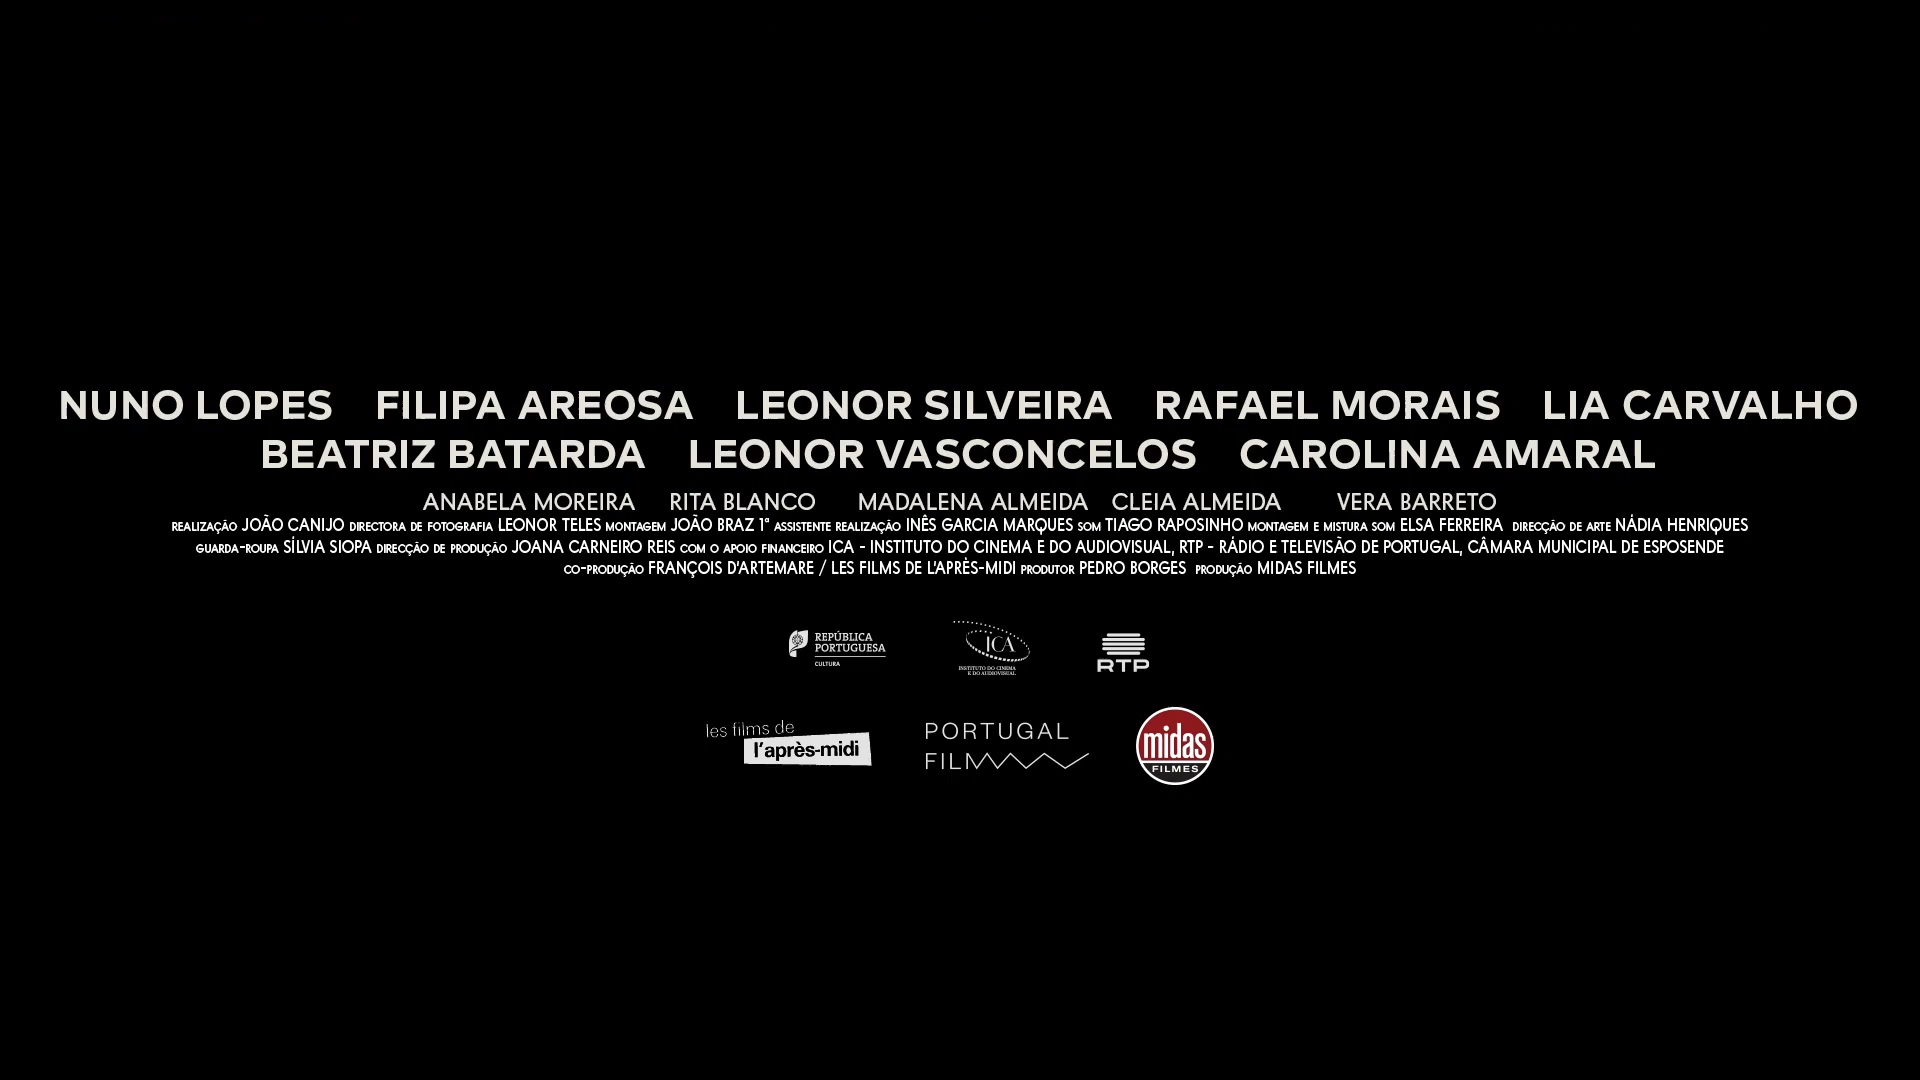 NUNO LOPES FILIPA AREOSA LEONOR SILVEIRA RAFAEL MORAIS LIA CARVALHO
BEATRIZ BATARDA LEONOR VASCONCELOS CAROLINA AMARAL
ANABELA MOREIRA RITA BLANCO MADALENA ALMEIDA CLEIA ALMEIDA VERA BARRETO
REALIZAÇÃO JOÃO CANIJO DIRECTORA DE FOTOGRAFIA LEONOR TELES MONTAGEM JOÃO BRAZ 1ª ASSISTENTE REALIZAÇÃO INÊS GARCIA MARQUES SOM TIAGO RAPOSINHO MONTAGEM E MISTURA SOM ELSA FERREIRA DIRECÇÃO DE ARTE NÁDIA HENRIQUES
GUARDA-ROUPA SÍLVIA SIOPA DIRECÇÃO DE PRODUÇÃO JOANA CARNEIRO REIS COM O APOIO FINANCEIRO ICA - INSTITUTO DO CINEMA E DO AUDIOVISUAL, RTP - RÁDIO E TELEVISÃO DE PORTUGAL, CÂMARA MUNICIPAL DE ESPOSENDE
CO-PRODUÇÃO FRANÇOIS D'ARTEMARE / LES FILMS DE L'APRÈS-MIDI PRODUTOR PEDRO BORGES PRODUÇÃO MIDAS FILMES
REPÚBLICA
PORTUGUESA
CULTURA
ICA
INSTITUTO DO CINEMA
E DO AUDIOVISUAL
RTP
les films de
l'après-midi
PORTUGAL
FILM
midas
FILMES